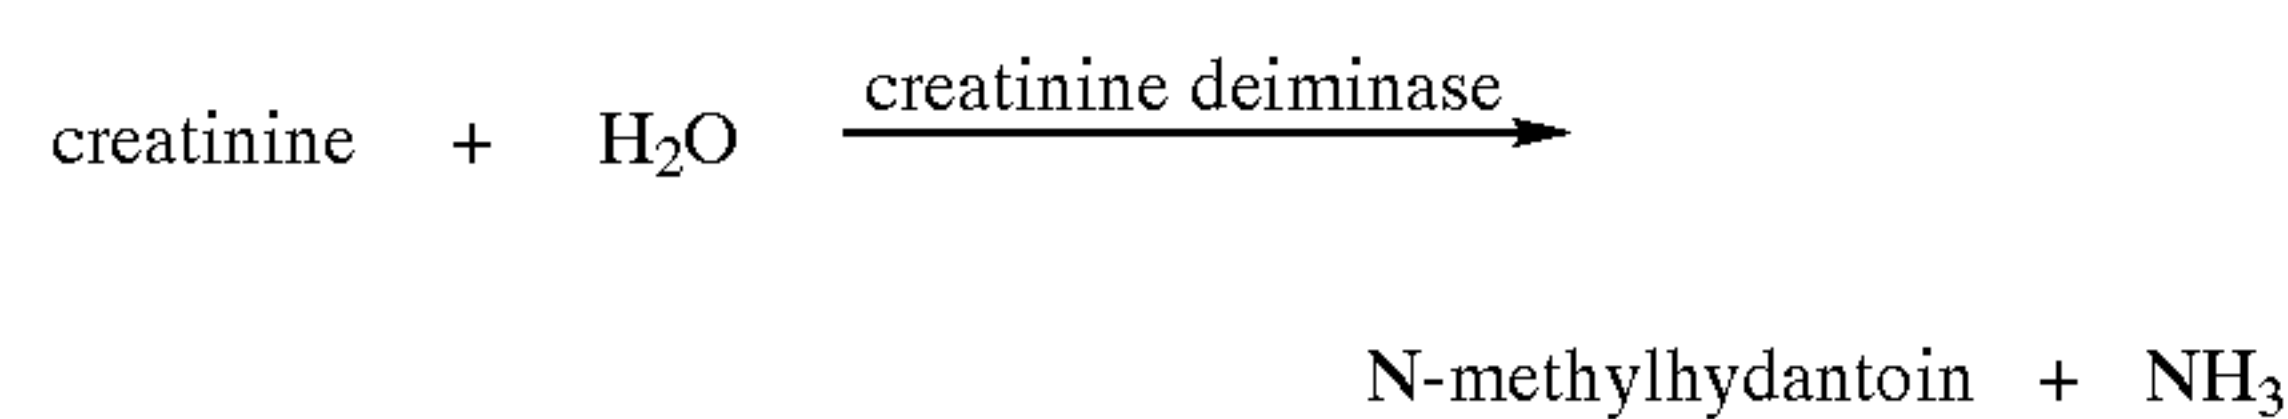 creatinine deiminase
creatinine + H₂O
N-methylhydantoin + NH₃